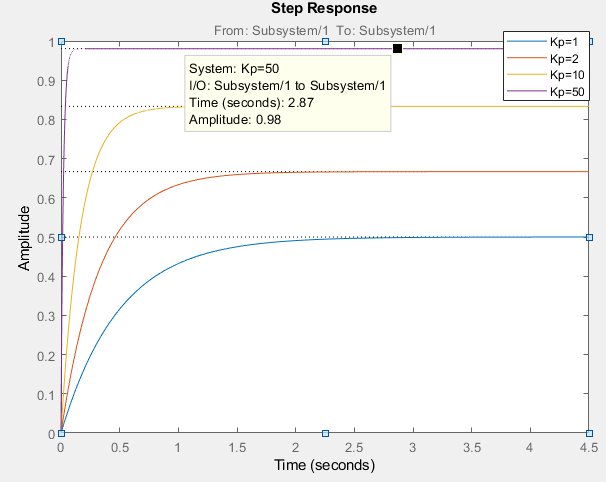 Step Response
From: Subsystem/1 To: Subsystem/1
Kp=1
Kp=2
Kp=10
Kp=50
System: Kp=50
I/O: Subsystem/1 to Subsystem/1
Time (seconds): 2.87
Amplitude: 0.98
Amplitude
1
0.9
0.8
0.7
0.6
0.5
0.4
0.3
0.2
0.1
0
0 0.5 1 1.5 2 2.5 3 3.5 4 4.5
Time (seconds)